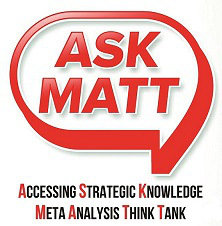 ASK
MATT
ACCESSING STRATEGIC KNOWLEDGE
META ANALYSIS THINK TANK